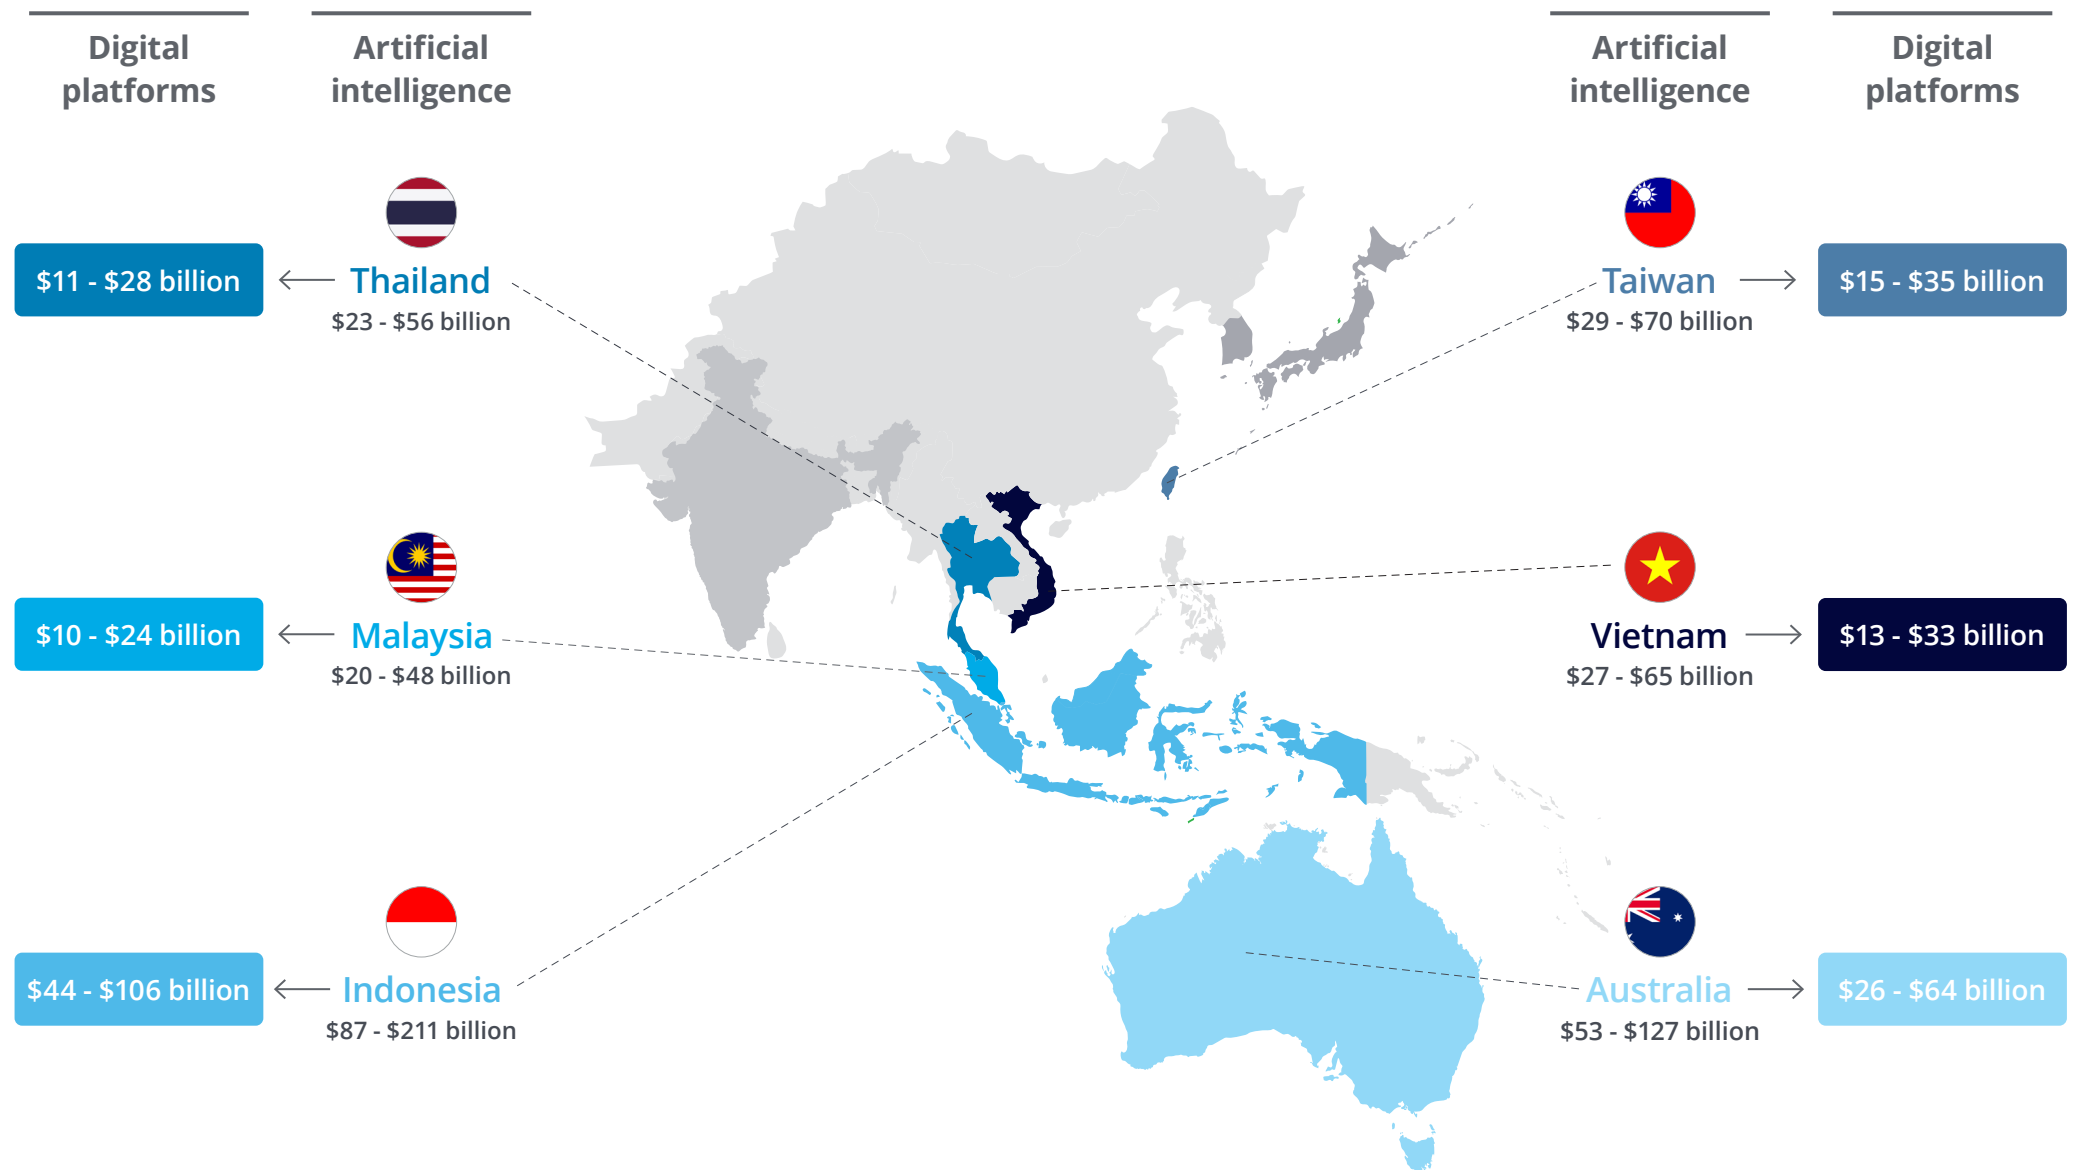 Digital
platforms
Artificial
intelligence
Artificial
intelligence
Digital
platforms
$11 - $28 billion
Thailand
$23 - $56 billion
Taiwan
$29 - $70 billion
$15 - $35 billion
$10 - $24 billion
Malaysia
$20 - $48 billion
Vietnam
$27 - $65 billion
$13 - $33 billion
$44 - $106 billion
Indonesia
$87 - $211 billion
Australia
$53 - $127 billion
$26 - $64 billion